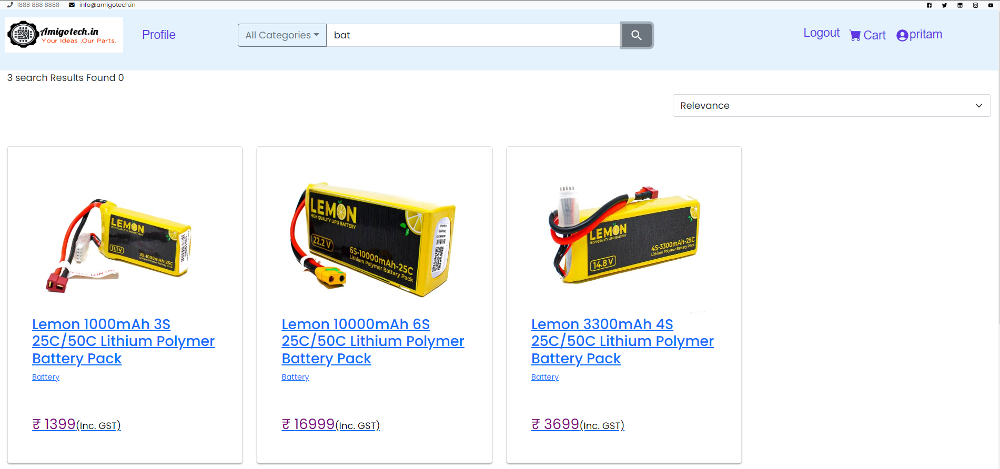 1888 888 8888 info@amigotech.in
Amigotech.in
Your Ideas ,Our Parts.
Profile
All Categories
bat
Logout
Cart
pritam
3 search Results Found 0
Relevance
LEMON
HIGH QUALITY LIPO BATTERY
11.1 V
3S-1000mAh-25C
Lithium Polymer Battery Pack
LEMON
HIGH QUALITY LIPO BATTERY
22.2 V
6S-10000mAh-25C
Lithium Polymer Battery Pack
LEMON
HIGH QUALITY LIPO BATTERY
14.8 V
4S-3300mAh-25C
Lithium Polymer Battery Pack
Lemon 1000mAh 3S
25C/50C Lithium Polymer
Battery Pack
Battery
₹ 1399(Inc. GST)
Lemon 10000mAh 6S
25C/50C Lithium Polymer
Battery Pack
Battery
₹ 16999(Inc. GST)
Lemon 3300mAh 4S
25C/50C Lithium Polymer
Battery Pack
Battery
₹ 3699(Inc. GST)